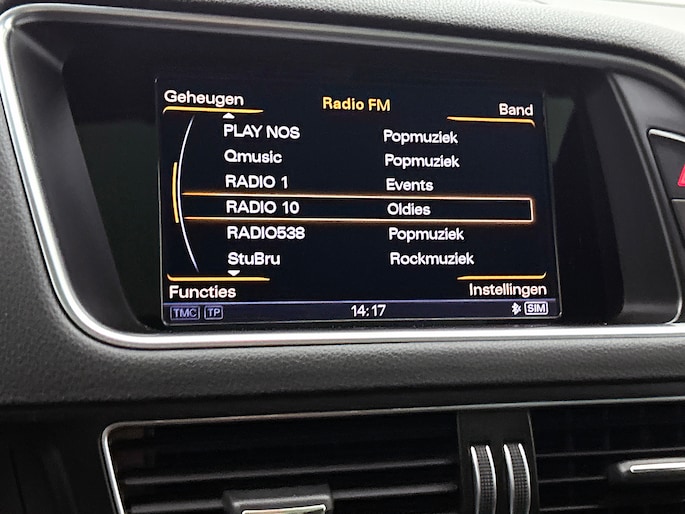 Geheugen Radio FM Band
PLAY NOS Popmuziek
Qmusic Popmuziek
RADIO 1 Events
RADIO 10 Oldies
RADIO538 Popmuziek
StuBru Rockmuziek
Functies Instellingen
TMC TP 14:17 SIM